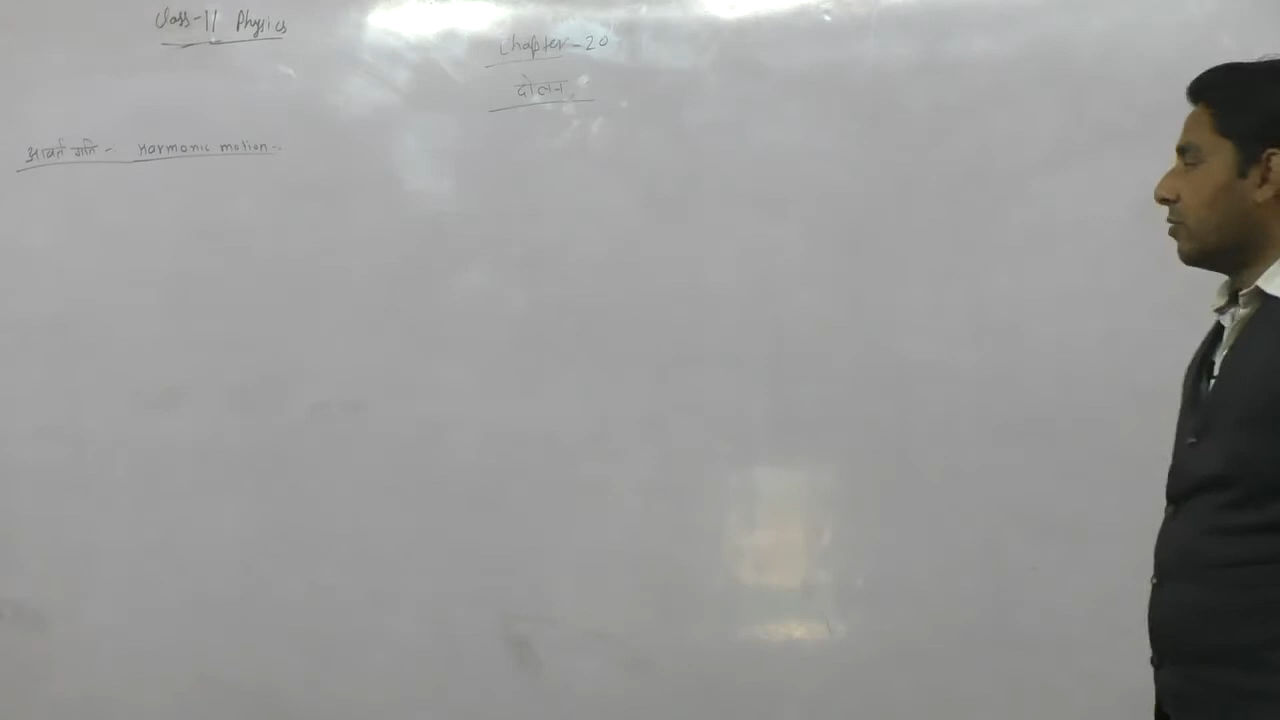 Class-11 Physics
Chapter-20
दोलन
आवर्त गति - Harmonic motion -